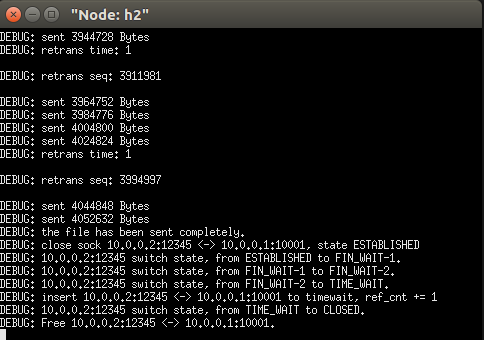 "Node: h2"
DEBUG: sent 3944728 Bytes
DEBUG: retrans time: 1
DEBUG: retrans seq: 3911981
DEBUG: sent 3964752 Bytes
DEBUG: sent 3984776 Bytes
DEBUG: sent 4004800 Bytes
DEBUG: sent 4024824 Bytes
DEBUG: retrans time: 1
DEBUG: retrans seq: 3994997
DEBUG: sent 4044848 Bytes
DEBUG: sent 4052632 Bytes
DEBUG: the file has been sent completely.
DEBUG: close sock 10.0.0.2:12345 <-> 10.0.0.1:10001, state ESTABLISHED
DEBUG: 10.0.0.2:12345 switch state, from ESTABLISHED to FIN_WAIT-1.
DEBUG: 10.0.0.2:12345 switch state, from FIN_WAIT-1 to FIN_WAIT-2.
DEBUG: 10.0.0.2:12345 switch state, from FIN_WAIT-2 to TIME_WAIT.
DEBUG: insert 10.0.0.2:12345 <-> 10.0.0.1:10001 to timewait, ref_cnt += 1
DEBUG: 10.0.0.2:12345 switch state, from TIME_WAIT to CLOSED.
DEBUG: Free 10.0.0.2:12345 <-> 10.0.0.1:10001.